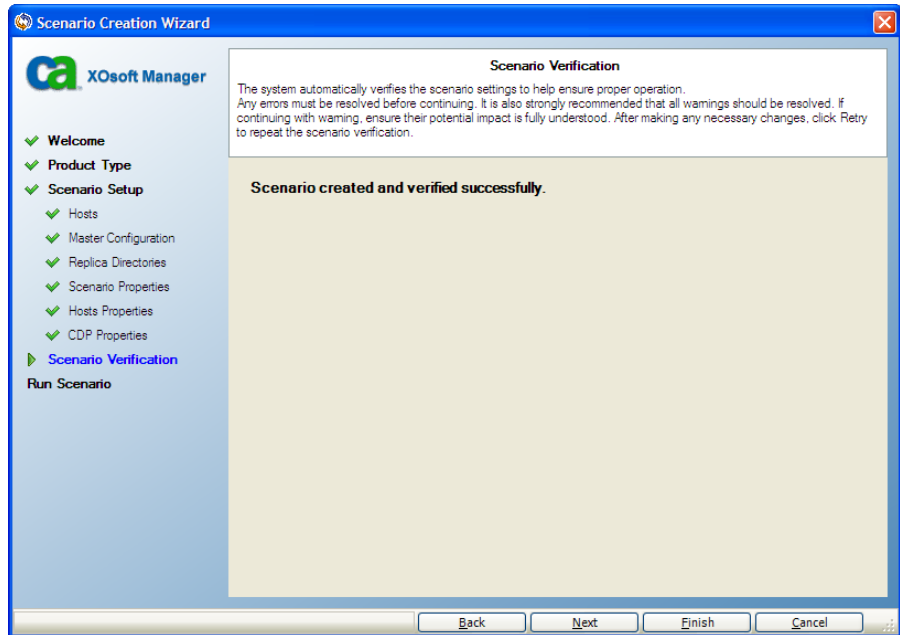 Scenario Creation Wizard
ca
XOsoft Manager
Welcome
Product Type
Scenario Setup
Hosts
Master Configuration
Replica Directories
Scenario Properties
Hosts Properties
CDP Properties
Scenario Verification
Run Scenario
Scenario Verification
The system automatically verifies the scenario settings to help ensure proper operation.
Any errors must be resolved before continuing. It is also strongly recommended that all warnings should be resolved. If
continuing with warning, ensure their potential impact is fully understood. After making any necessary changes, click Retry
to repeat the scenario verification.
Scenario created and verified successfully.
Back
Next
Finish
Cancel